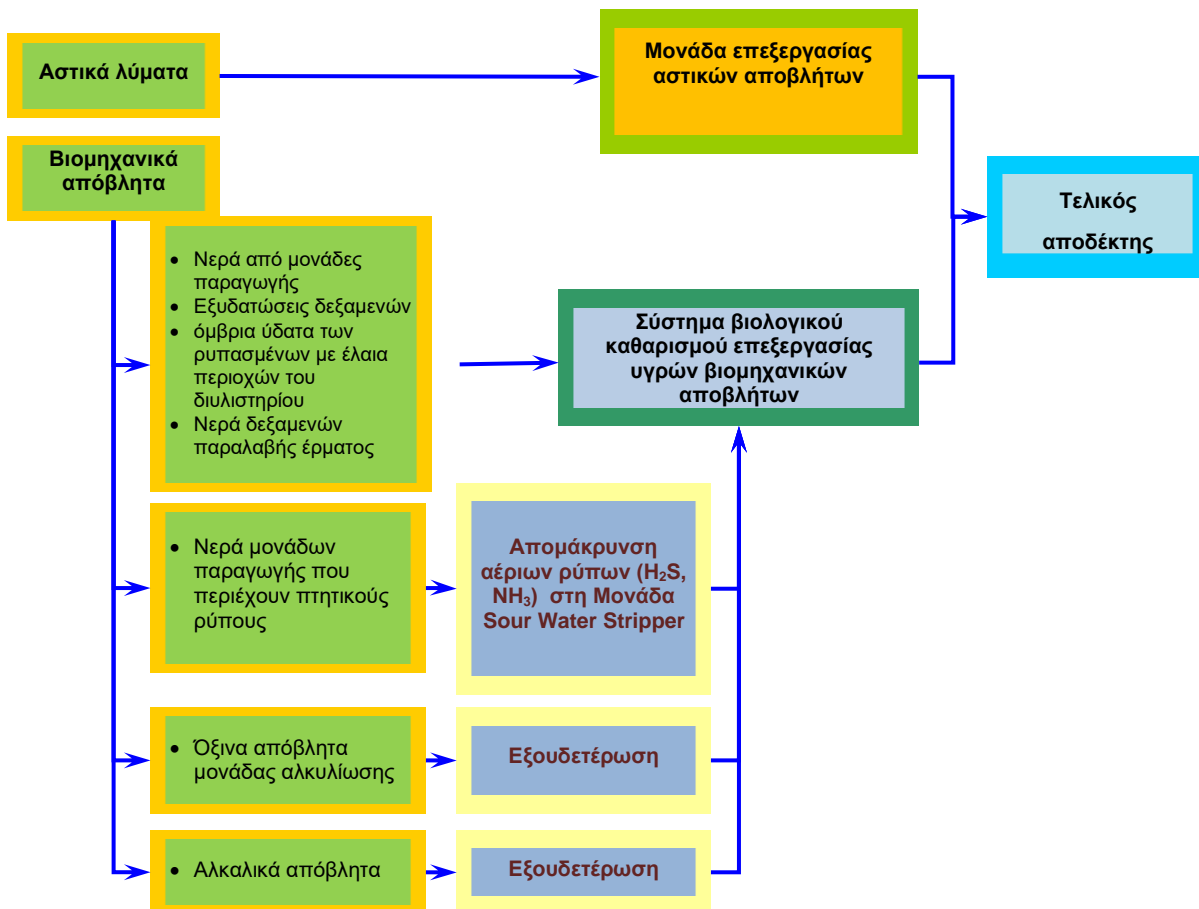 Αστικά λύματα
Μονάδα επεξεργασίας
αστικών αποβλήτων
Βιομηχανικά
απόβλητα
Τελικός
αποδέκτης
• Νερά από μονάδες
παραγωγής
• Εξυδατώσεις δεξαμενών
• όμβρια ύδατα των
ρυπασμένων με έλαια
περιοχών του
διυλιστηρίου
• Νερά δεξαμενών
παραλαβής έρματος
Σύστημα βιολογικού
καθαρισμού επεξεργασίας
υγρών βιομηχανικών
αποβλήτων
• Νερά μονάδων
παραγωγής που
περιέχουν πτητικούς
ρύπους
Απομάκρυνση
αέριων ρύπων (H₂S,
NH₃) στη Μονάδα
Sour Water Stripper
• Όξινα απόβλητα
μονάδας αλκυλίωσης
Εξουδετέρωση
• Αλκαλικά απόβλητα
Εξουδετέρωση